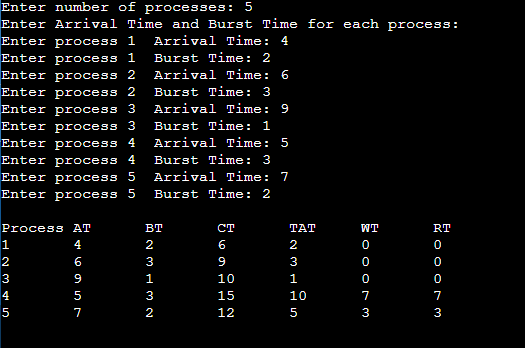 Enter number of processes: 5
Enter Arrival Time and Burst Time for each process:
Enter process 1  Arrival Time: 4
Enter process 1  Burst Time: 2
Enter process 2  Arrival Time: 6
Enter process 2  Burst Time: 3
Enter process 3  Arrival Time: 9
Enter process 3  Burst Time: 1
Enter process 4  Arrival Time: 5
Enter process 4  Burst Time: 3
Enter process 5  Arrival Time: 7
Enter process 5  Burst Time: 2

Process AT BT CT TAT WT RT
1 4 2 6 2 0 0
2 6 3 9 3 0 0
3 9 1 10 1 0 0
4 5 3 15 10 7 7
5 7 2 12 5 3 3